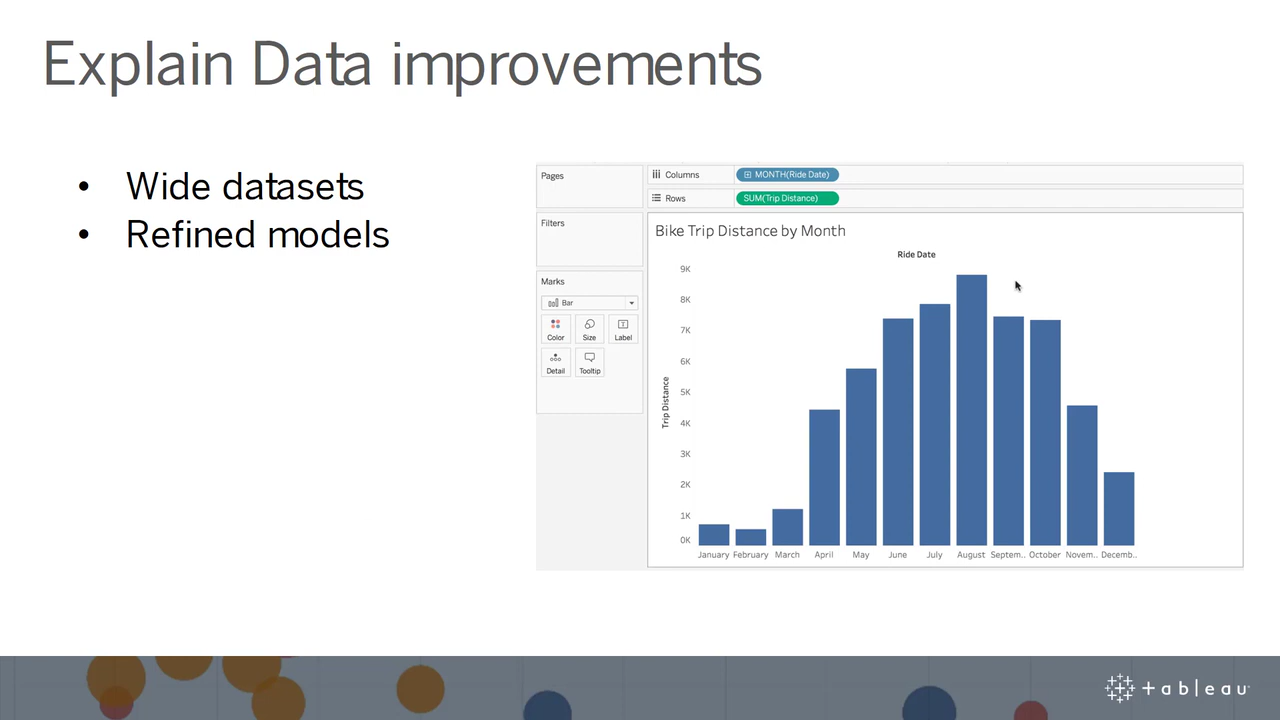 Explain Data improvements
• Wide datasets
• Refined models
Pages
Columns
MONTH(Ride Date)
Rows
SUM(Trip Distance)
Filters
Marks
Bar
Color
Size
Label
Detail
Tooltip
Bike Trip Distance by Month
Ride Date
Trip Distance
9K
8K
7K
6K
5K
4K
3K
2K
1K
0K
January February March April May June July August Septem.. October Novem.. Decemb..
tableau